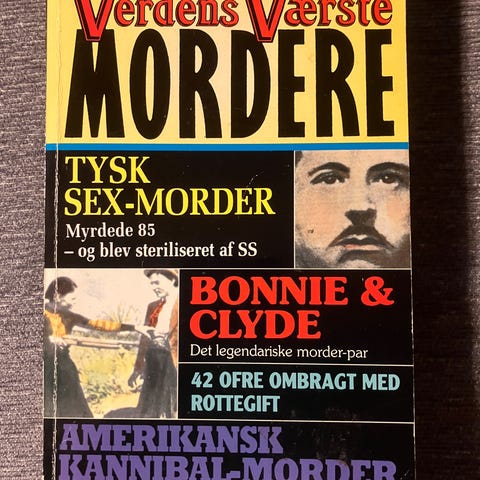 Verdens Værste
MORDERE
TYSK
SEX-MORDER
Myrdede 85
– og blev steriliseret af SS
BONNIE &
CLYDE
Det legendariske morder-par
42 OFRE OMBRAGT MED
ROTTEGIFT
AMERIKANSK
KANNIBAL-MORDER